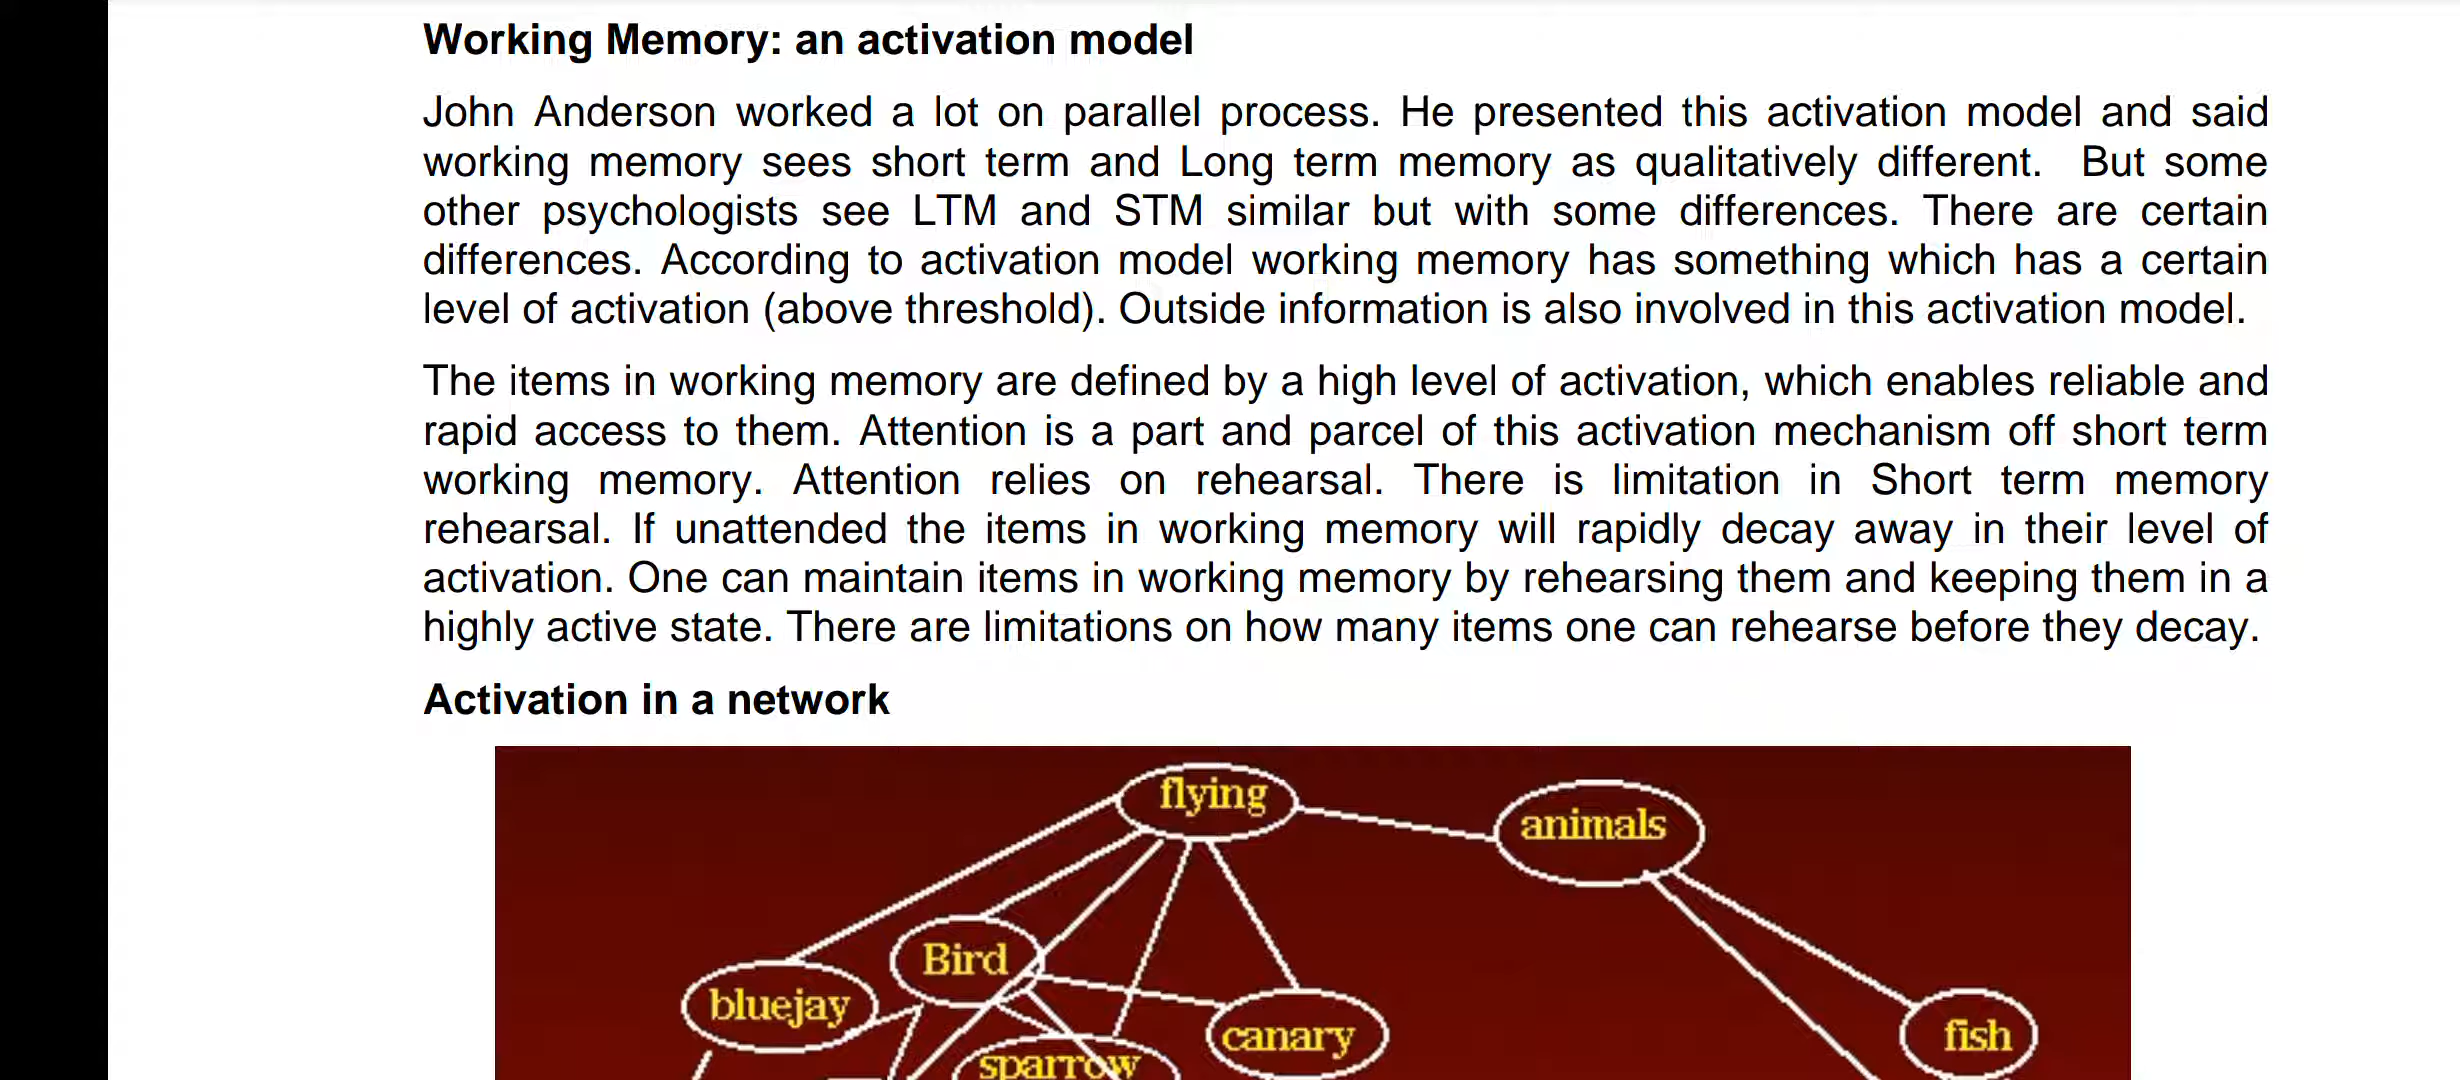 Working Memory: an activation model
John Anderson worked a lot on parallel process. He presented this activation model and said
working memory sees short term and Long term memory as qualitatively different. But some
other psychologists see LTM and STM similar but with some differences. There are certain
differences. According to activation model working memory has something which has a certain
level of activation (above threshold). Outside information is also involved in this activation model.
The items in working memory are defined by a high level of activation, which enables reliable and
rapid access to them. Attention is a part and parcel of this activation mechanism off short term
working memory. Attention relies on rehearsal. There is limitation in Short term memory
rehearsal. If unattended the items in working memory will rapidly decay away in their level of
activation. One can maintain items in working memory by rehearsing them and keeping them in a
highly active state. There are limitations on how many items one can rehearse before they decay.
Activation in a network
flying
animals
Bird
bluejay
canary
fish
sparrow